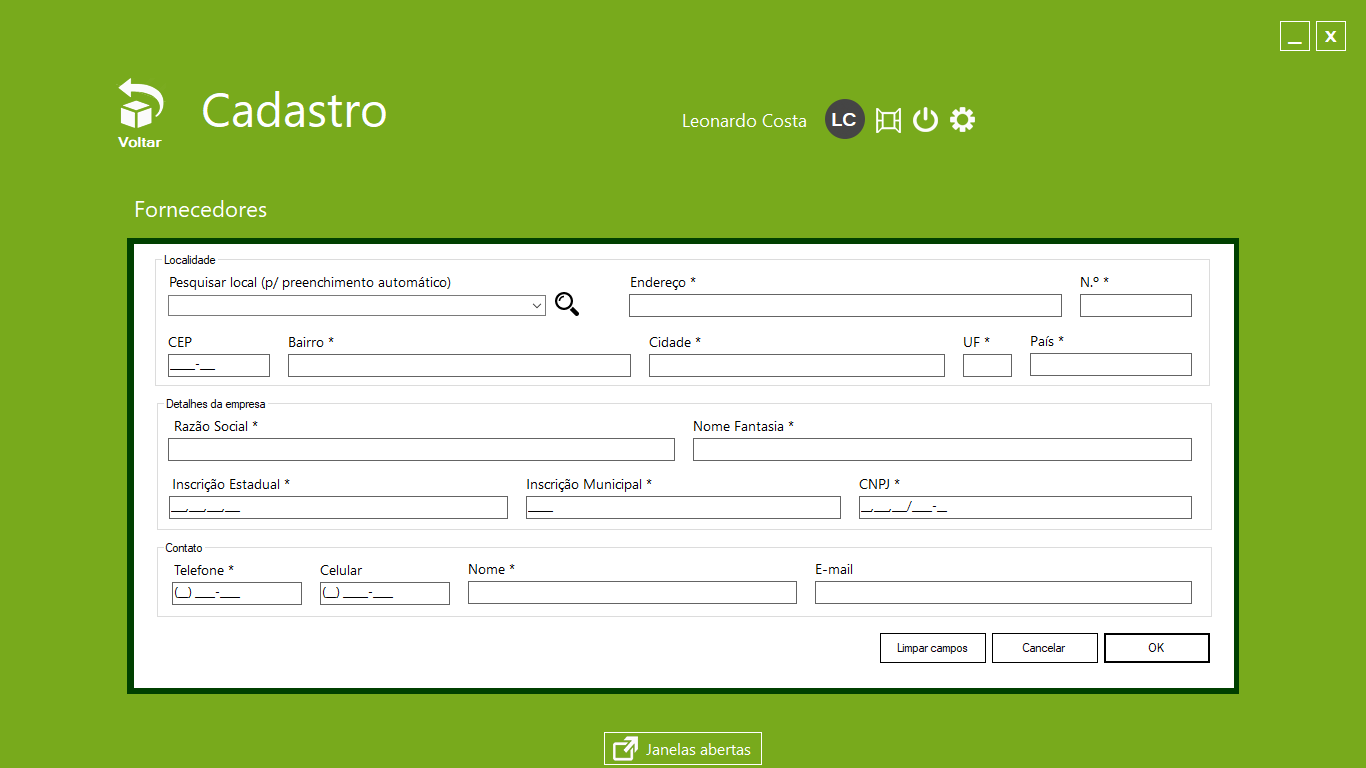 _ x
Cadastro
Voltar
Leonardo Costa LC
Fornecedores
Localidade
Pesquisar local (p/ preenchimento automático) Endereço * N.º *
CEP Bairro * Cidade * UF * País *
_____-___
Detalhes da empresa
Razão Social * Nome Fantasia *
Inscrição Estadual * Inscrição Municipal * CNPJ *
___.___.___.___ _____ __.___.___/____-__
Contato
Telefone * Celular Nome * E-mail
(__) ____-____ (__) _____-____
Limpar campos Cancelar OK
Janelas abertas